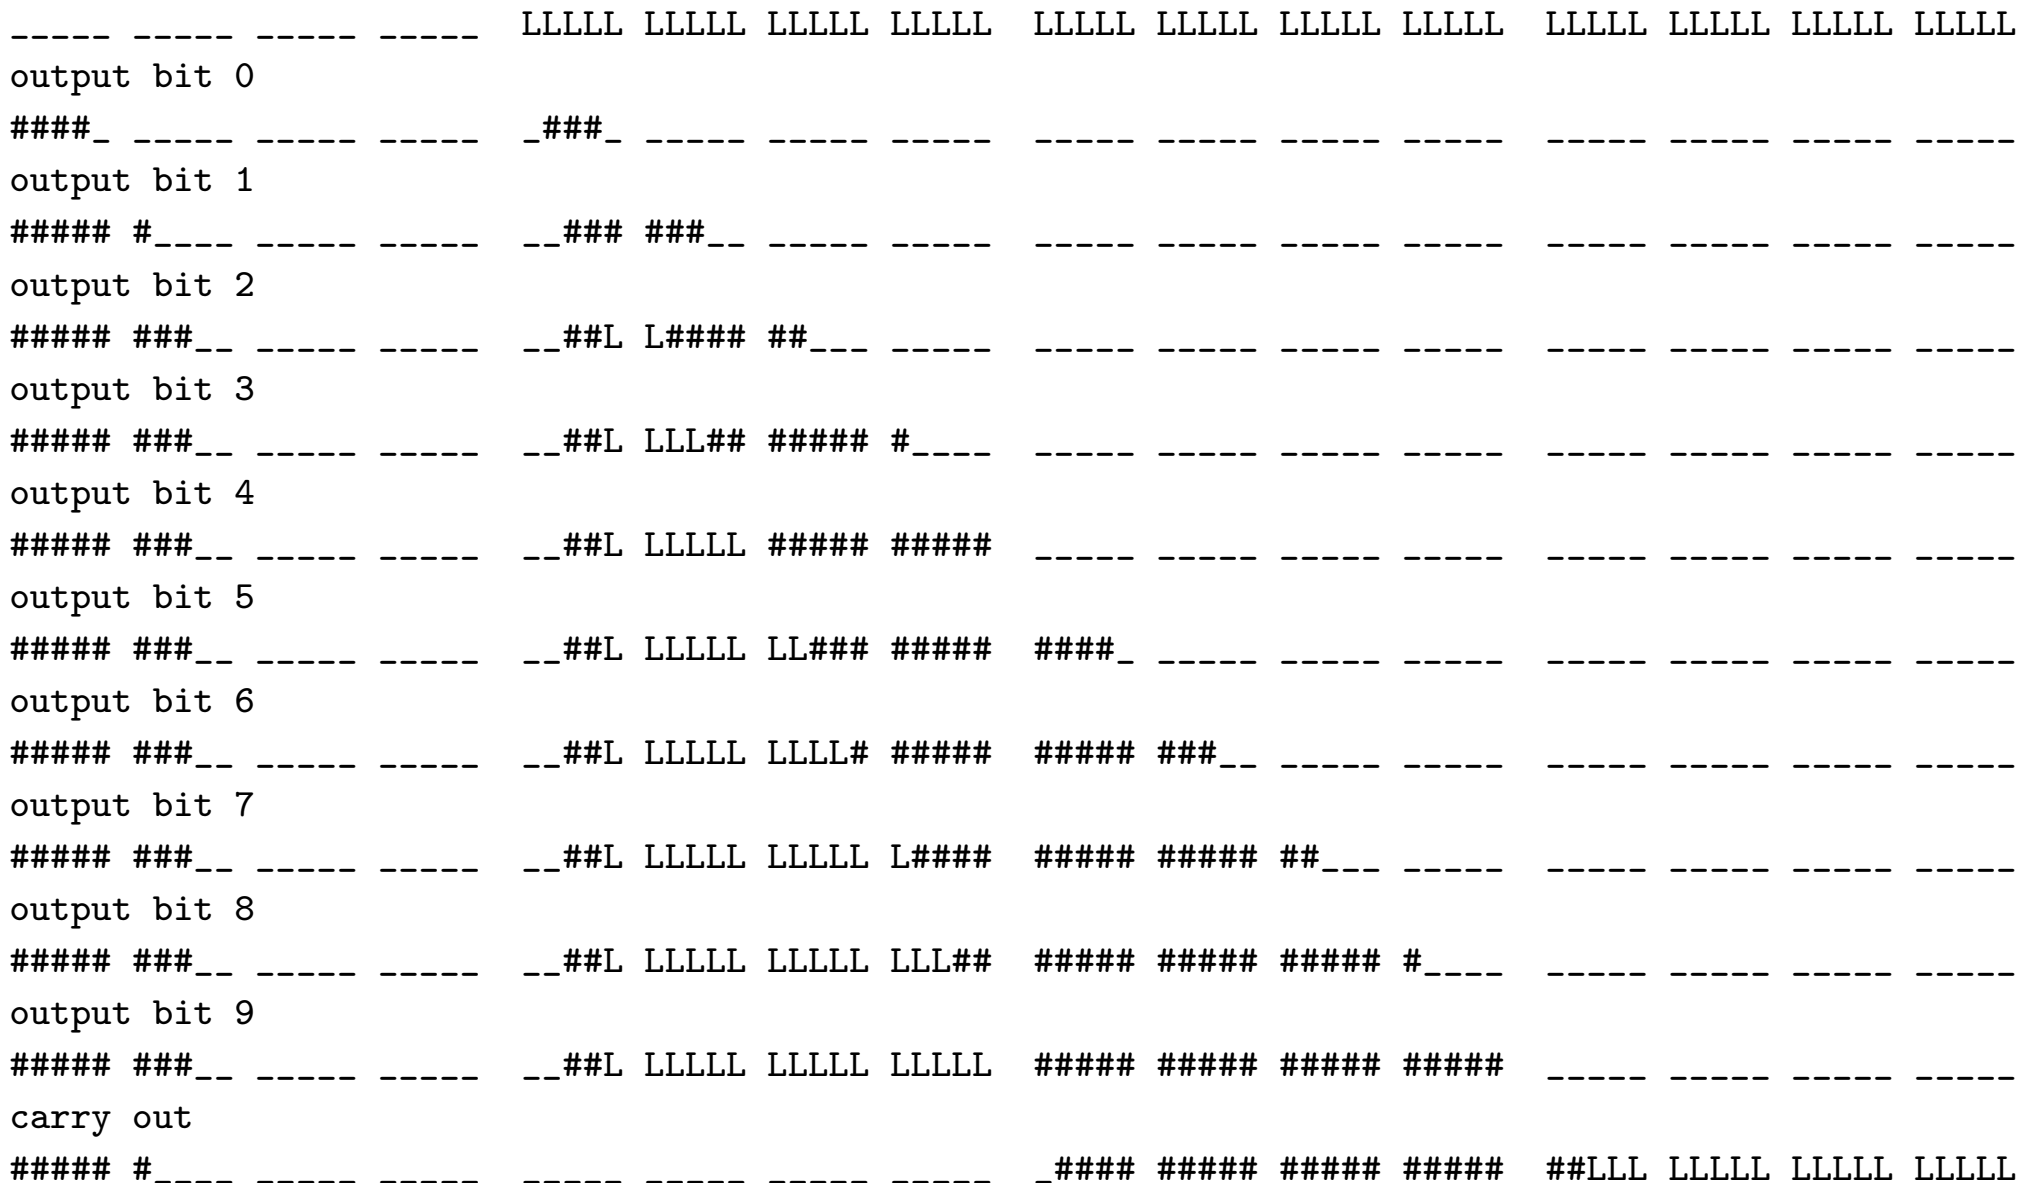 _____ _____ _____ _____  LLLLL LLLLL LLLLL LLLLL  LLLLL LLLLL LLLLL LLLLL  LLLLL LLLLL LLLLL LLLLL
output bit 0
####_ _____ _____ _____  _###_ _____ _____ _____  _____ _____ _____ _____  _____ _____ _____ _____
output bit 1
##### #____ _____ _____  __### ###__ _____ _____  _____ _____ _____ _____  _____ _____ _____ _____
output bit 2
##### ###__ _____ _____  __##L L#### ##___ _____  _____ _____ _____ _____  _____ _____ _____ _____
output bit 3
##### ###__ _____ _____  __##L LLL## ##### #____  _____ _____ _____ _____  _____ _____ _____ _____
output bit 4
##### ###__ _____ _____  __##L LLLLL ##### #####  _____ _____ _____ _____  _____ _____ _____ _____
output bit 5
##### ###__ _____ _____  __##L LLLLL LL### #####  ####_ _____ _____ _____  _____ _____ _____ _____
output bit 6
##### ###__ _____ _____  __##L LLLLL LLLL# #####  ##### ###__ _____ _____  _____ _____ _____ _____
output bit 7
##### ###__ _____ _____  __##L LLLLL LLLLL L####  ##### ##### ##___ _____  _____ _____ _____ _____
output bit 8
##### ###__ _____ _____  __##L LLLLL LLLLL LLL##  ##### ##### ##### #____  _____ _____ _____ _____
output bit 9
##### ###__ _____ _____  __##L LLLLL LLLLL LLLLL  ##### ##### ##### #####  _____ _____ _____ _____
carry out
##### #____ _____ _____  _____ _____ _____ _____  _#### ##### ##### #####  ##LLL LLLLL LLLLL LLLLL